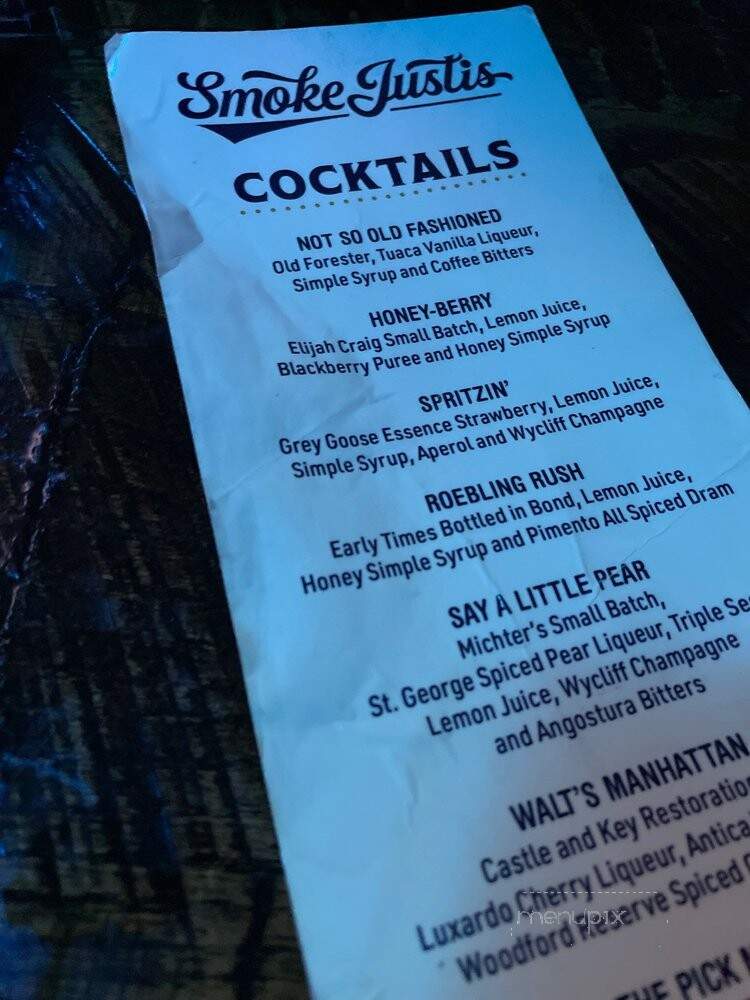 Smoke Justis
COCKTAILS
NOT SO OLD FASHIONED
Old Forester, Tuaca Vanilla Liqueur,
Simple Syrup and Coffee Bitters
HONEY-BERRY
Elijah Craig Small Batch, Lemon Juice,
Blackberry Puree and Honey Simple Syrup
SPRITZIN'
Grey Goose Essence Strawberry, Lemon Juice,
Simple Syrup, Aperol and Wycliff Champagne
ROEBLING RUSH
Early Times Bottled in Bond, Lemon Juice,
Honey Simple Syrup and Pimento All Spiced Dram
SAY A LITTLE PEAR
Michter's Small Batch,
St. George Spiced Pear Liqueur, Triple
Lemon Juice, Wycliff Champagne
and Angostura Bitters
WALT'S MANHATTAN
Castle and Key Restoration
Luxardo Cherry Liqueur, Antica
Woodford Reserve Spiced
menupix
THE PICK